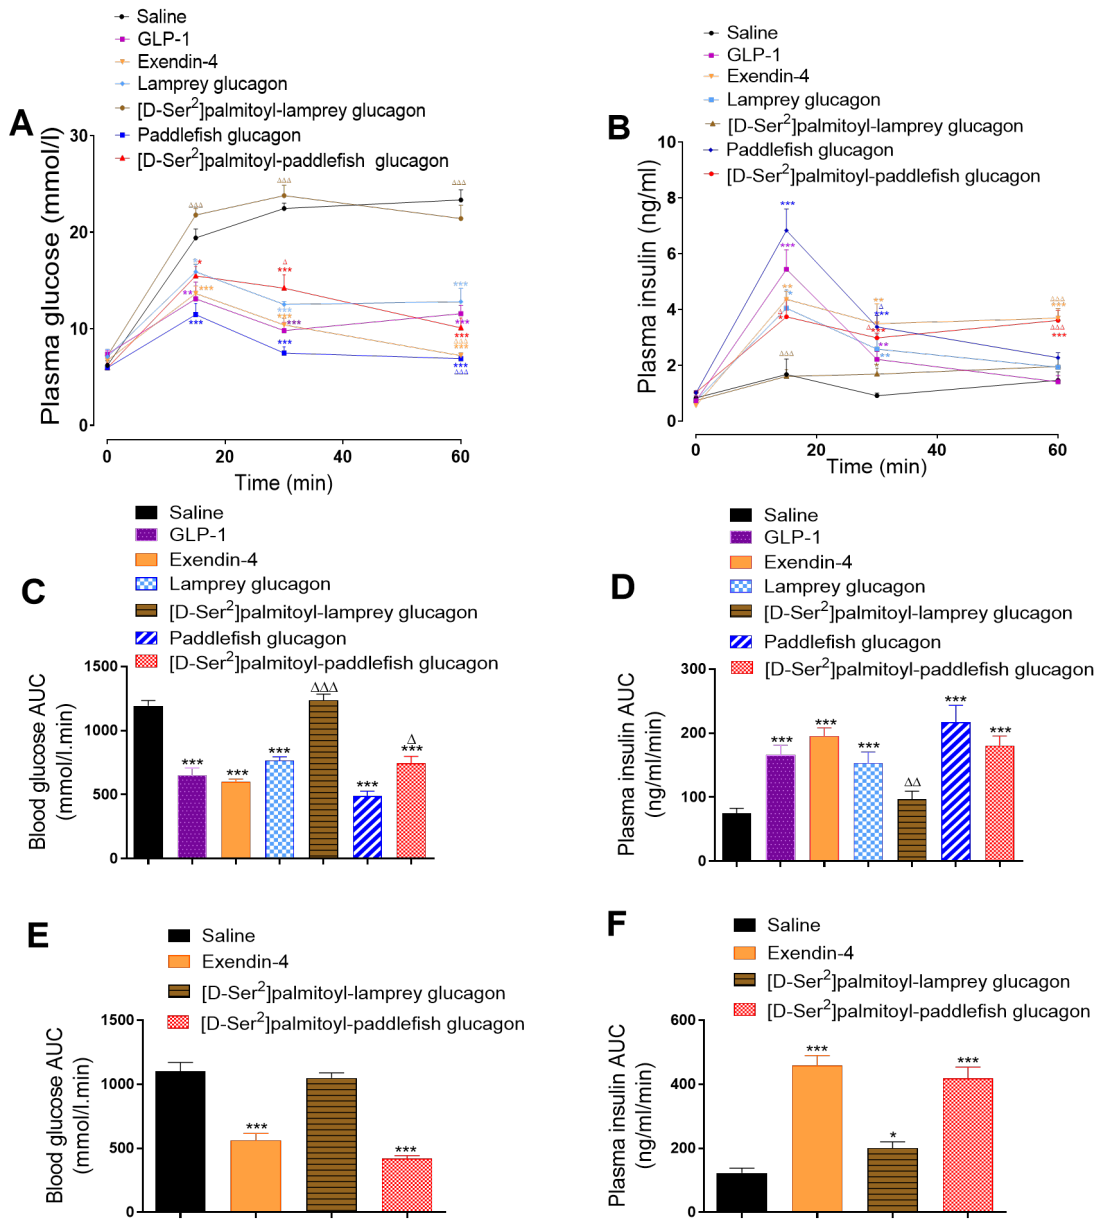 Saline
GLP-1
Exendin-4
Lamprey glucagon
[D-Ser2]palmitoyl-lamprey glucagon
Paddlefish glucagon
[D-Ser2]palmitoyl-paddlefish glucagon
A
Plasma glucose (mmol/l)
30
20
10
0
0
20
40
60
Time (min)
Saline
GLP-1
Exendin-4
Lamprey glucagon
[D-Ser2]palmitoyl-lamprey glucagon
Paddlefish glucagon
[D-Ser2]palmitoyl-paddlefish glucagon
B
Plasma insulin (ng/ml)
10
8
6
4
2
0
0
20
40
60
Time (min)
Saline
GLP-1
Exendin-4
Lamprey glucagon
[D-Ser2]palmitoyl-lamprey glucagon
Paddlefish glucagon
[D-Ser2]palmitoyl-paddlefish glucagon
C
Blood glucose AUC
(mmol/l.min)
1500
1000
500
0
***
***
***
ΔΔΔ
***
Δ
***
Saline
GLP-1
Exendin-4
Lamprey glucagon
[D-Ser2]palmitoyl-lamprey glucagon
Paddlefish glucagon
[D-Ser2]palmitoyl-paddlefish glucagon
D
Plasma insulin AUC
(ng/ml/min)
300
200
100
0
***
***
***
ΔΔ
***
***
E
Saline
Exendin-4
[D-Ser2]palmitoyl-lamprey glucagon
[D-Ser2]palmitoyl-paddlefish glucagon
Blood glucose AUC
(mmol/l.min)
1500
1000
500
0
***
***
F
Saline
Exendin-4
[D-Ser2]palmitoyl-lamprey glucagon
[D-Ser2]palmitoyl-paddlefish glucagon
Plasma insulin AUC
(ng/ml/min)
600
400
200
0
***
*
***